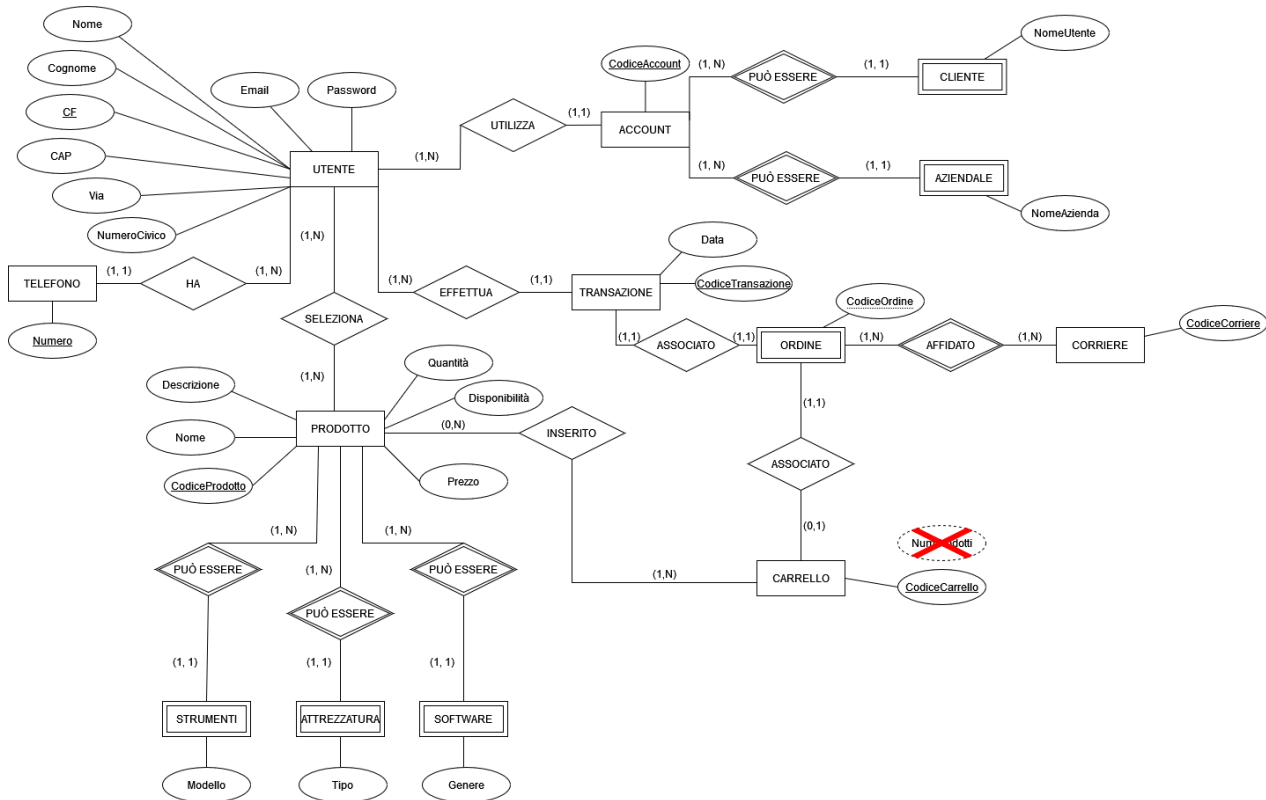 Nome
Cognome
CF
CAP
Via
NumeroCivico
Email
Password
UTENTE
(1,N)
UTILIZZA
(1,1)
CodiceAccount
ACCOUNT
(1, N)
PUÒ ESSERE
(1, 1)
CLIENTE
NomeUtente
(1, N)
PUÒ ESSERE
(1, 1)
AZIENDALE
NomeAzienda
TELEFONO
(1, 1)
HA
(1, N)
Numero
(1,N)
SELEZIONA
(1,N)
(1,N)
EFFETTUA
(1,1)
TRANSAZIONE
Data
CodiceTransazione
(1,1)
ASSOCIATO
(1,1)
ORDINE
CodiceOrdine
(1,N)
AFFIDATO
(1,N)
CORRIERE
CodiceCorriere
Descrizione
Nome
CodiceProdotto
PRODOTTO
Quantità
Disponibilità
Prezzo
(0,N)
INSERITO
(1,N)
(1,1)
ASSOCIATO
(0,1)
CARRELLO
CodiceCarrello
(1, N)
PUÒ ESSERE
(1, 1)
STRUMENTI
Modello
(1, N)
PUÒ ESSERE
(1, 1)
ATTREZZATURA
Tipo
(1, N)
PUÒ ESSERE
(1, 1)
SOFTWARE
Genere